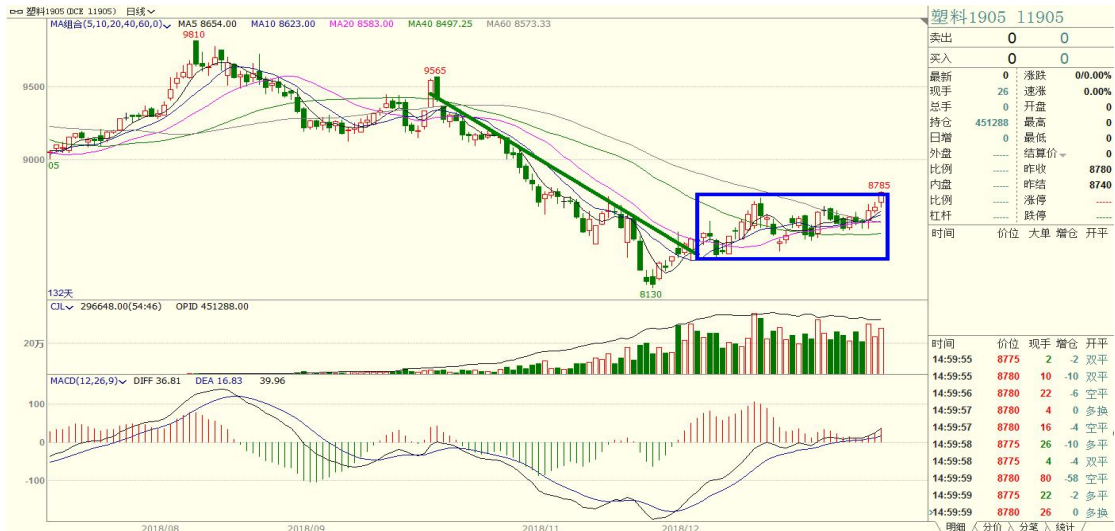 塑料1905 (DCE 11905) 日线
MA组合(5,10,20,40,60,0) MA5 8654.00 MA10 8623.00 MA20 8583.00 MA40 8497.25 MA60 8573.33
9810
9565
9500
9000
05
8785
8130
132天
CJL 296648.00(54:46) OPID 451288.00
20万
MACD(12,26,9) DIFF 36.81 DEA 16.83 39.96
100
0
-100
2018/08 2018/09 2018/11 2018/12
塑料1905 11905
卖出 0 0
买入 0 0
最新 0 涨跌 0/0.00%
现手 26 速涨 0.00%
总手 0 开盘
持仓 451288 最高 0
日增 0 最低 0
外盘 ----- 结算价 0
比例 ----- 昨收 8780
内盘 ----- 昨结 8740
比例 ----- 涨停 -----
杠杆 ----- 跌停 -----
时间 价位 大单 增仓 开平
时间 价位 现手 增仓 开平
14:59:55 8775 2 -2 双平
14:59:55 8780 10 -10 双平
14:59:56 8780 22 -6 空平
14:59:57 8780 4 0 多换
14:59:57 8780 16 -4 空平
14:59:58 8775 26 -10 多平
14:59:58 8775 4 -4 双平
14:59:59 8780 80 -58 空平
14:59:59 8775 22 -2 多平
14:59:59 8780 26 0 多换
明细 分价 分笔 统计